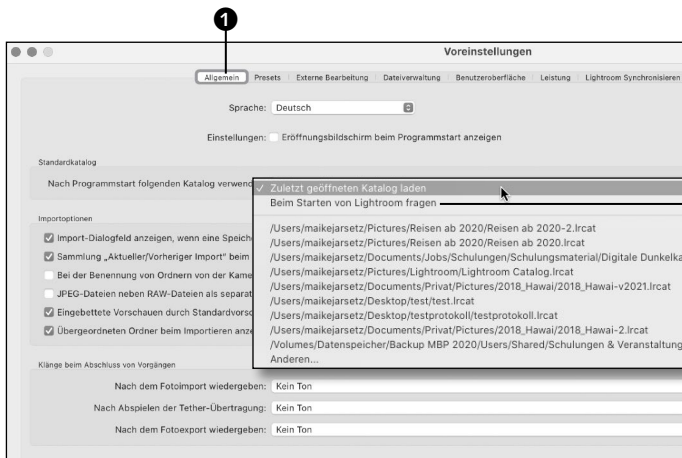 1
Voreinstellungen
Allgemein Presets Externe Bearbeitung Dateiverwaltung Benutzeroberfläche Leistung Lightroom Synchronisieren
Sprache: Deutsch
Einstellungen: Eröffnungsbildschirm beim Programmstart anzeigen
Standardkatalog
Nach Programmstart folgenden Katalog verwend
✓ Zuletzt geöffneten Katalog laden
Beim Starten von Lightroom fragen
/Users/maikejarsetz/Pictures/Reisen ab 2020/Reisen ab 2020-2.lrcat
/Users/maikejarsetz/Pictures/Reisen ab 2020/Reisen ab 2020.lrcat
/Users/maikejarsetz/Documents/Jobs/Schulungen/Schulungsmaterial/Digitale Dunkelka
/Users/maikejarsetz/Pictures/Lightroom/Lightroom Catalog.lrcat
/Users/maikejarsetz/Documents/Privat/Pictures/2018_Hawai/2018_Hawai-v2021.lrcat
/Users/maikejarsetz/Desktop/test/test.lrcat
/Users/maikejarsetz/Desktop/testprotokoll/testprotokoll.lrcat
/Users/maikejarsetz/Documents/Privat/Pictures/2018_Hawai/2018_Hawai-2.lrcat
/Volumes/Datenspeicher/Backup MBP 2020/Users/Shared/Schulungen & Veranstaltung
Anderen...
Importoptionen
Import-Dialogfeld anzeigen, wenn eine Speich
Sammlung „Aktueller/Vorheriger Import" beim
Bei der Benennung von Ordnern von der Kame
JPEG-Dateien neben RAW-Dateien als separat
Eingebettete Vorschauen durch Standardvorsc
Übergeordneten Ordner beim Importieren anze
Klänge beim Abschluss von Vorgängen
Nach dem Fotoimport wiedergeben: Kein Ton
Nach Abspielen der Tether-Übertragung: Kein Ton
Nach dem Fotoexport wiedergeben: Kein Ton